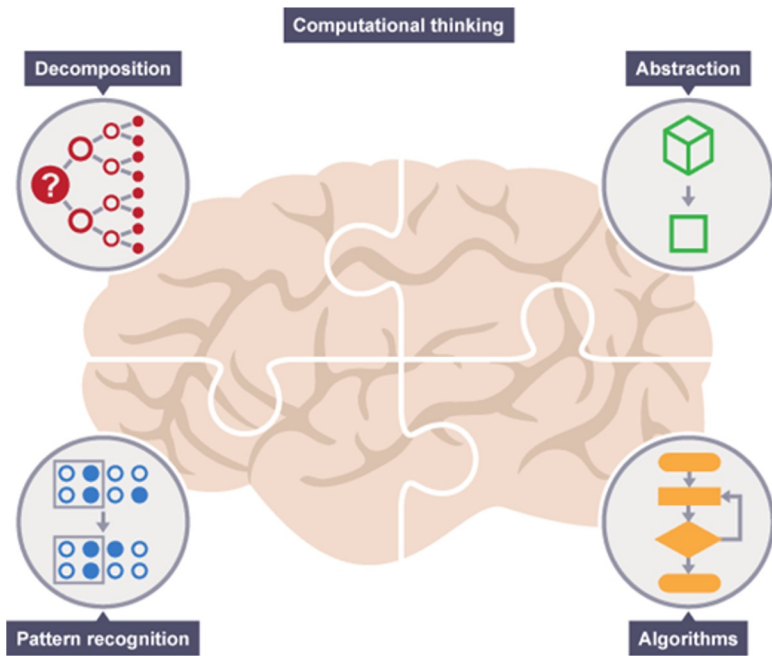 Computational thinking
Decomposition
Abstraction
?
Pattern recognition
Algorithms